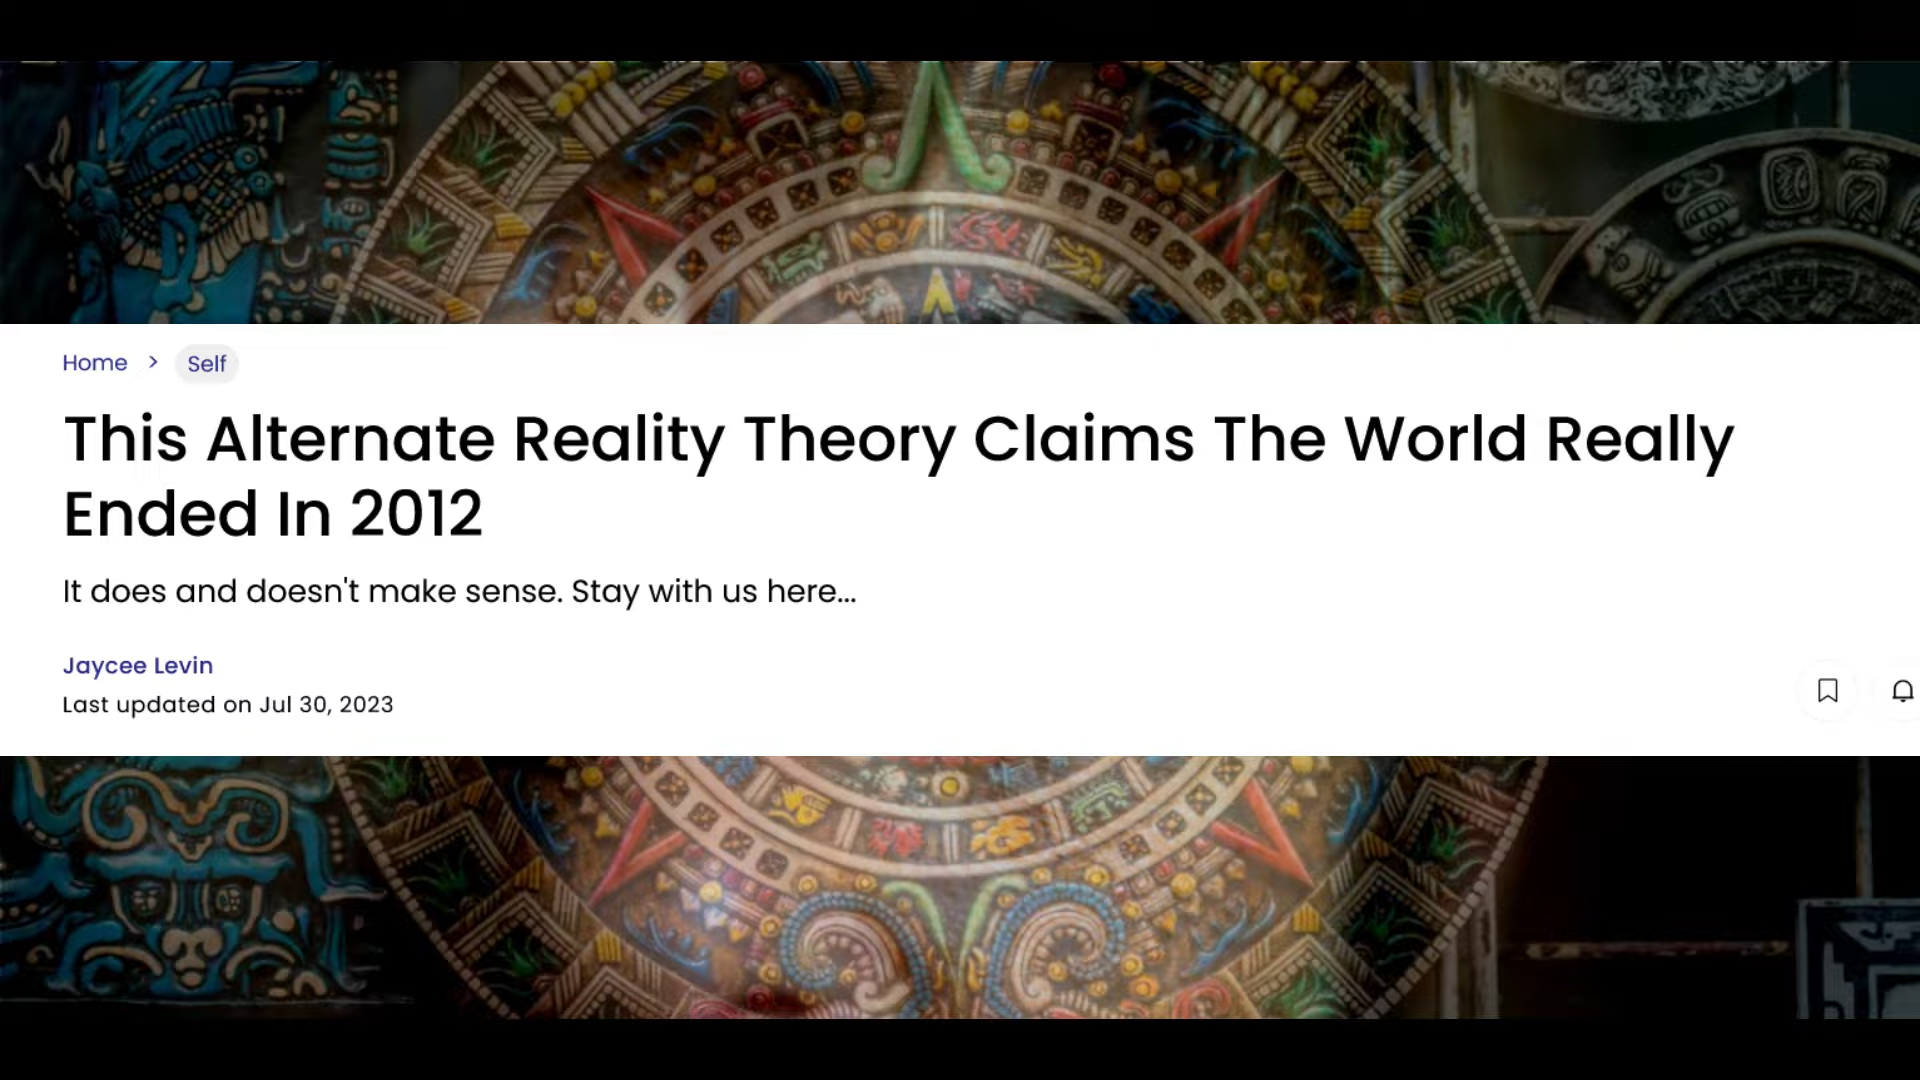 Home > Self
This Alternate Reality Theory Claims The World Really
Ended In 2012
It does and doesn't make sense. Stay with us here...
Jaycee Levin
Last updated on Jul 30, 2023